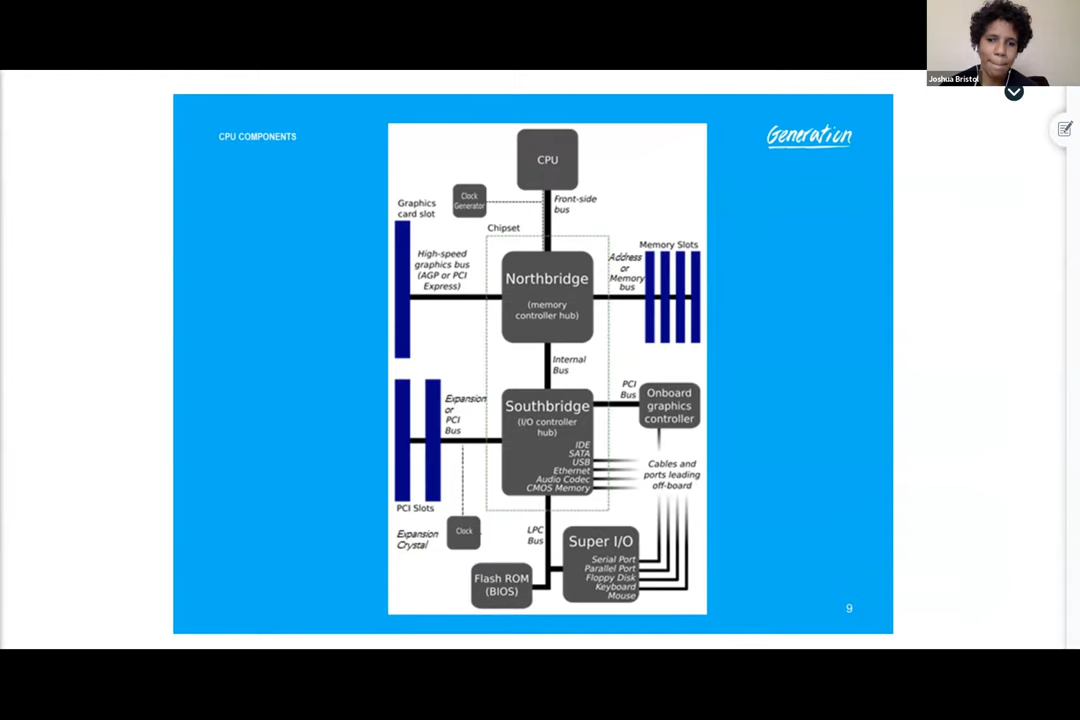 Joshua Bristol
CPU COMPONENTS
Generation
CPU
Clock
Generator
Front-side
bus
Graphics
card slot
Chipset
High-speed
graphics bus
(AGP or PCI
Express)
Northbridge
(memory
controller hub)
Address
or
Memory
bus
Memory Slots
Internal
Bus
Expansion
or
PCI
Bus
Southbridge
(I/O controller
hub)
IDE
SATA
USB
Ethernet
Audio Codec
CMOS Memory
PCI
Bus
Onboard
graphics
controller
Cables and
ports leading
off-board
PCI Slots
Expansion
Crystal
Clock
LPC
Bus
Super I/O
Serial Port
Parallel Port
Floppy Disk
Keyboard
Mouse
Flash ROM
(BIOS)
9